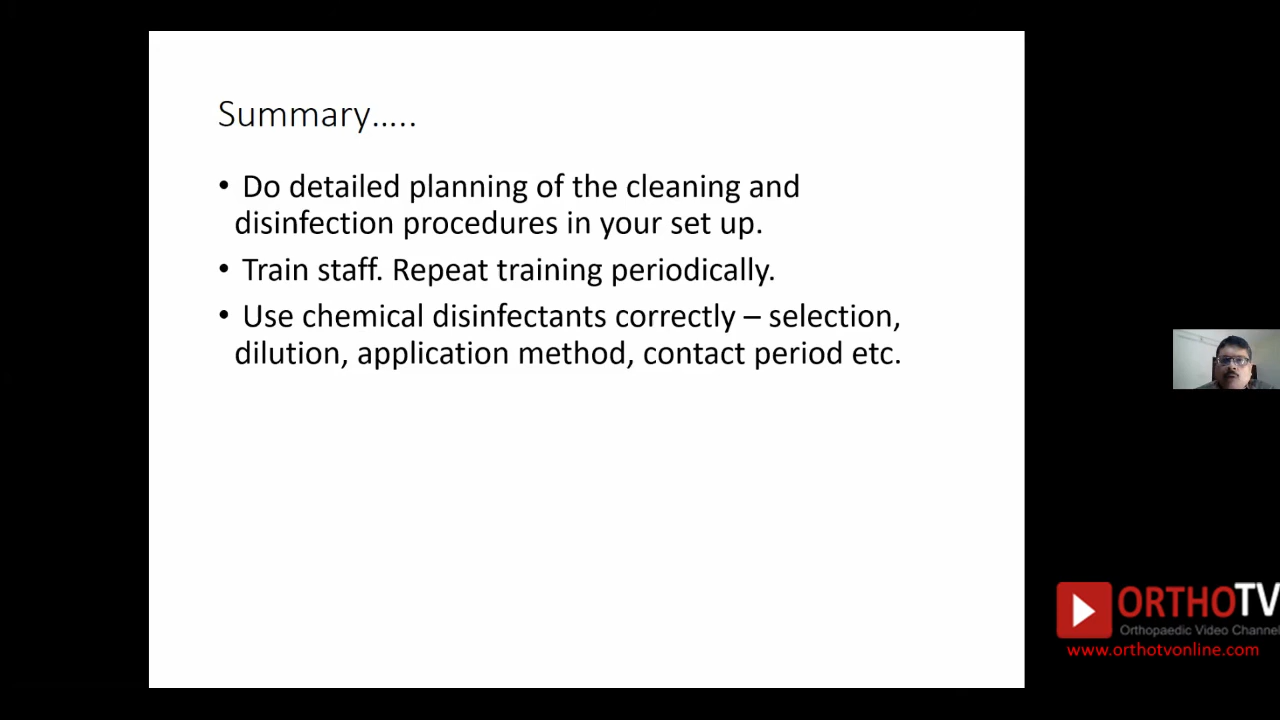 Summary.....
• Do detailed planning of the cleaning and
disinfection procedures in your set up.
• Train staff. Repeat training periodically.
• Use chemical disinfectants correctly – selection,
dilution, application method, contact period etc.
ORTHOTV
Orthopaedic Video Channel
www.orthotvonline.com